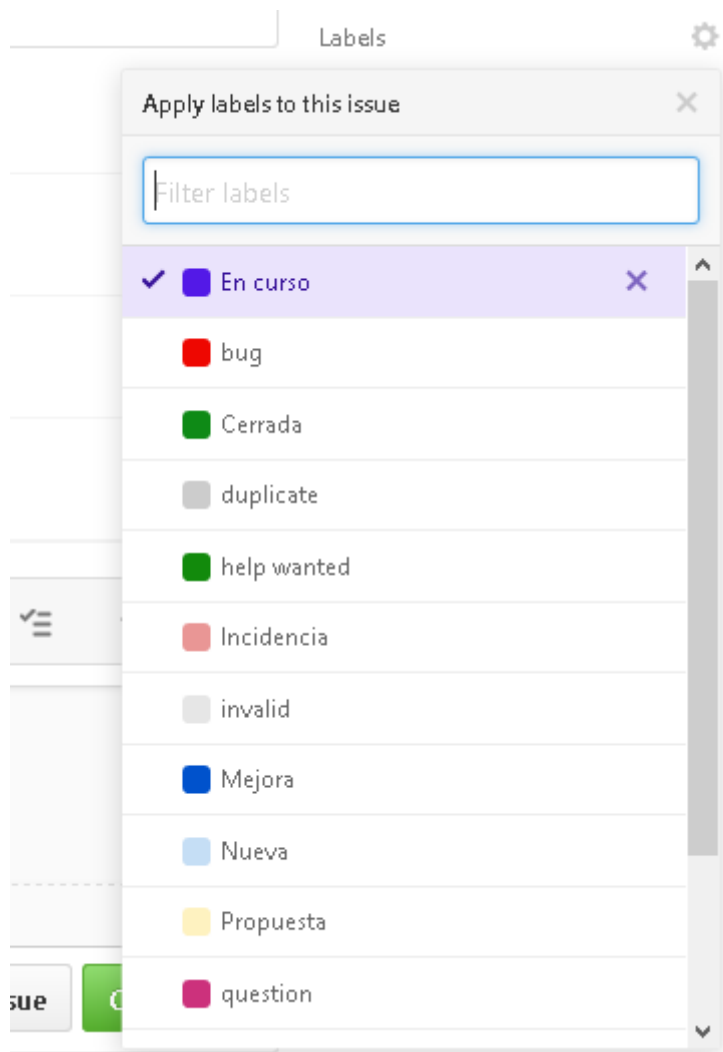 Labels
Apply labels to this issue
Filter labels
En curso
bug
Cerrada
duplicate
help wanted
Incidencia
invalid
Mejora
Nueva
Propuesta
question